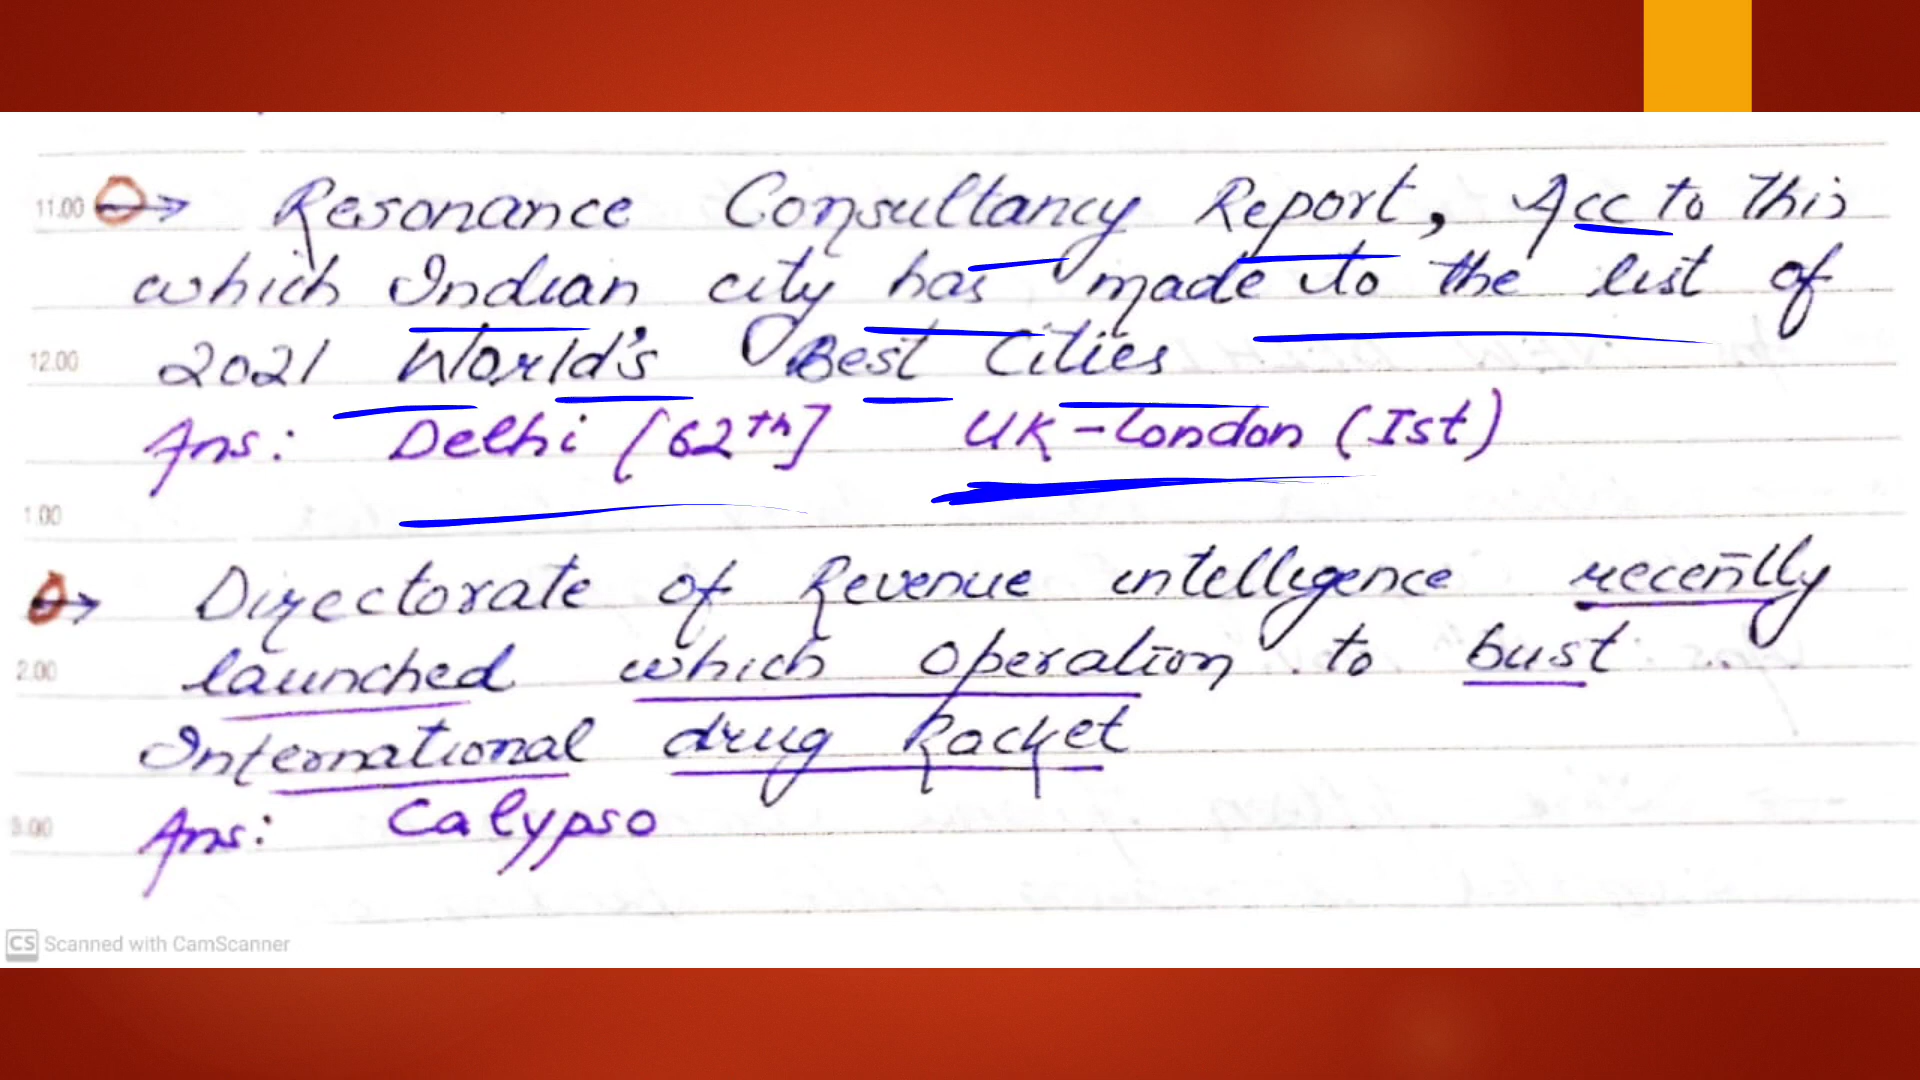 11.00 → Resonance Consultancy Report, Acc to this
which Indian city has made to the list of
12.00 2021 World's Best Cities
Ans: Delhi [62th] UK-London (Ist)
1.00
→ Directorate of Revenue intelligence recently
2.00 launched which operation to bust
International drug Racket
3.00 Ans: Calypso
CS Scanned with CamScanner